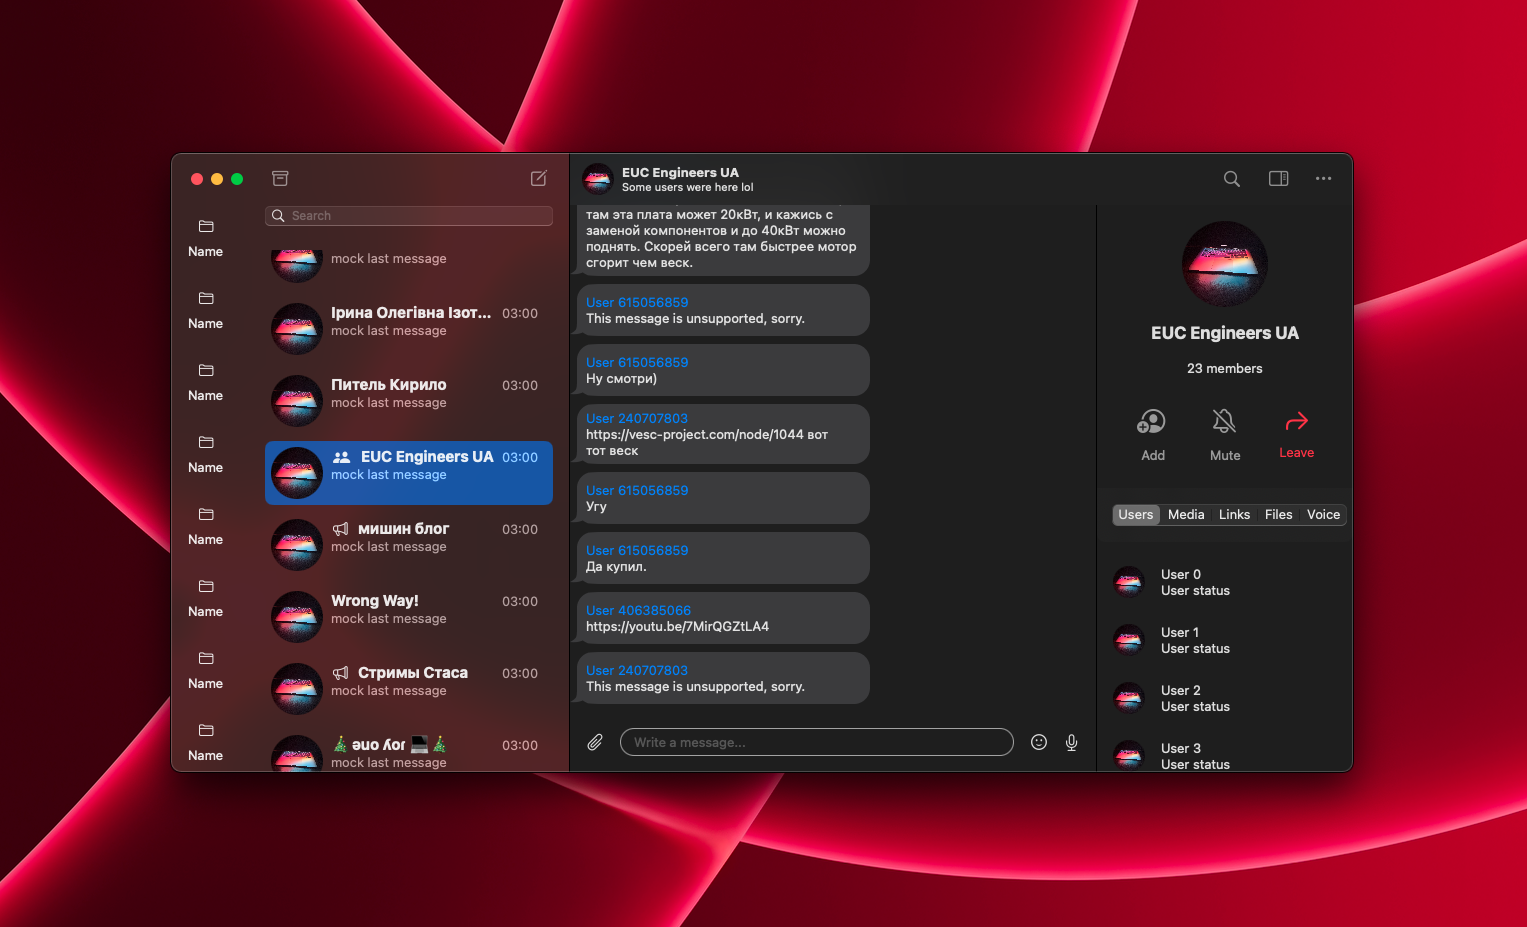 Name
Name
Name
Name
Name
Name
Name
Name
Search
mock last message
Ірина Олегівна Ізот... 03:00
mock last message
Питель Кирило 03:00
mock last message
EUC Engineers UA 03:00
mock last message
мишин блог 03:00
mock last message
Wrong Way! 03:00
mock last message
Стримы Стаса 03:00
mock last message
03:00
mock last message
EUC Engineers UA
Some users were here lol
там эта плата может 20кВт, и кажись с
заменой компонентов и до 40кВт можно
поднять. Скорей всего там быстрее мотор
сгорит чем веск.
User 615056859
This message is unsupported, sorry.
User 615056859
Ну смотри)
User 240707803
https://vesc-project.com/node/1044 вот
тот веск
User 615056859
Угу
User 615056859
Да купил.
User 406385066
https://youtu.be/7MirQGZtLA4
User 240707803
This message is unsupported, sorry.
Write a message...
EUC Engineers UA
23 members
Add Mute Leave
Users Media Links Files Voice
User 0
User status
User 1
User status
User 2
User status
User 3
User status